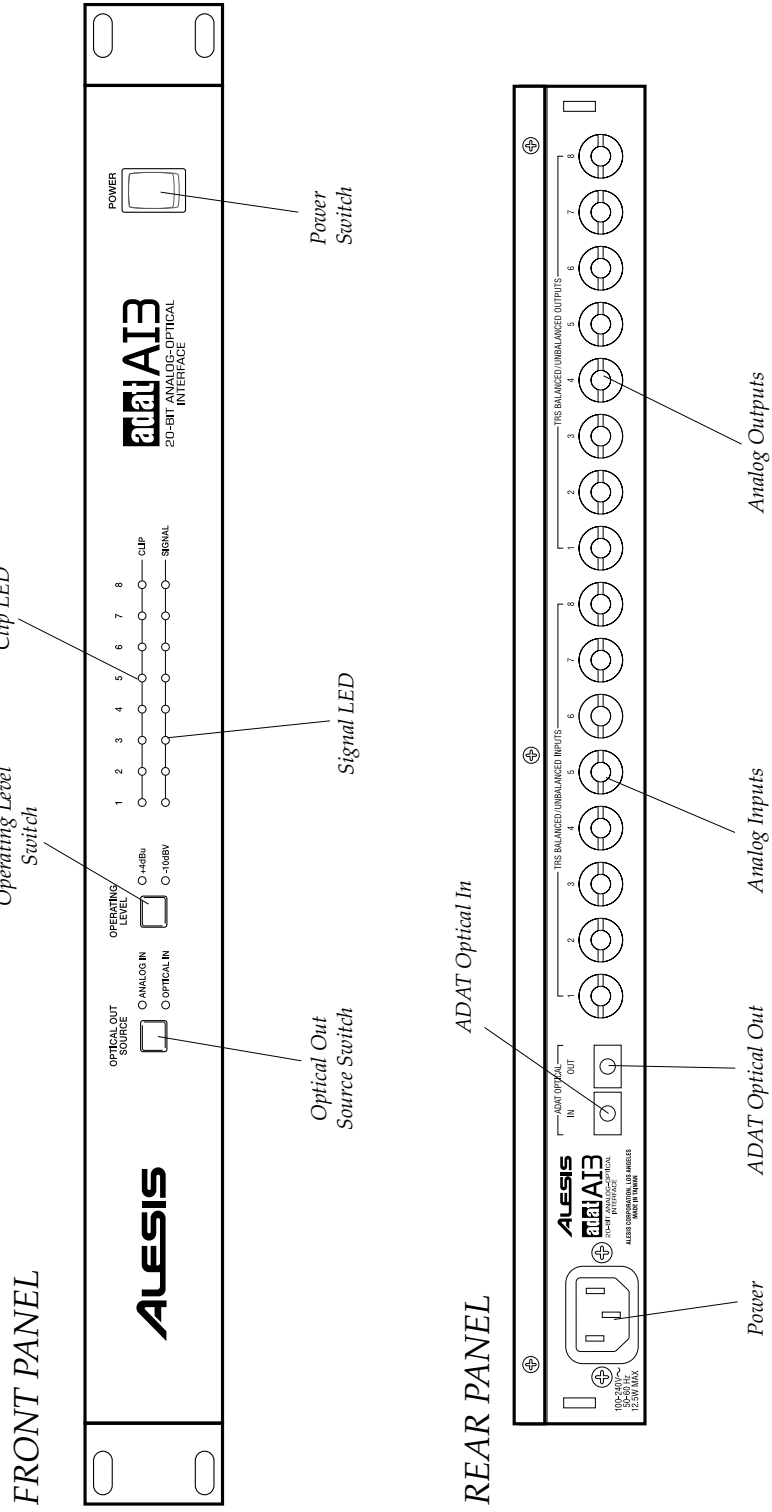 FRONT PANEL
Operating Level
Switch
Clip LED
ALESIS
OPTICAL OUT
SOURCE
ANALOG IN
OPTICAL IN
OPERATING
LEVEL
+4dBu
-10dBV
1 2 3 4 5 6 7 8
CLIP
SIGNAL
adat AI3
20-BIT ANALOG-OPTICAL
INTERFACE
POWER
Optical Out
Source Switch
Signal LED
Power
Switch
REAR PANEL
ADAT Optical In
100-240V~
50-60 Hz
12.5W MAX
ALESIS
adat AI3
20-BIT ANALOG-OPTICAL
INTERFACE
ALESIS CORPORATION, LOS ANGELES
MADE IN TAIWAN
ADAT OPTICAL
IN OUT
TRS BALANCED/UNBALANCED INPUTS
1 2 3 4 5 6 7 8
TRS BALANCED/UNBALANCED OUTPUTS
1 2 3 4 5 6 7 8
Power
ADAT Optical Out
Analog Inputs
Analog Outputs